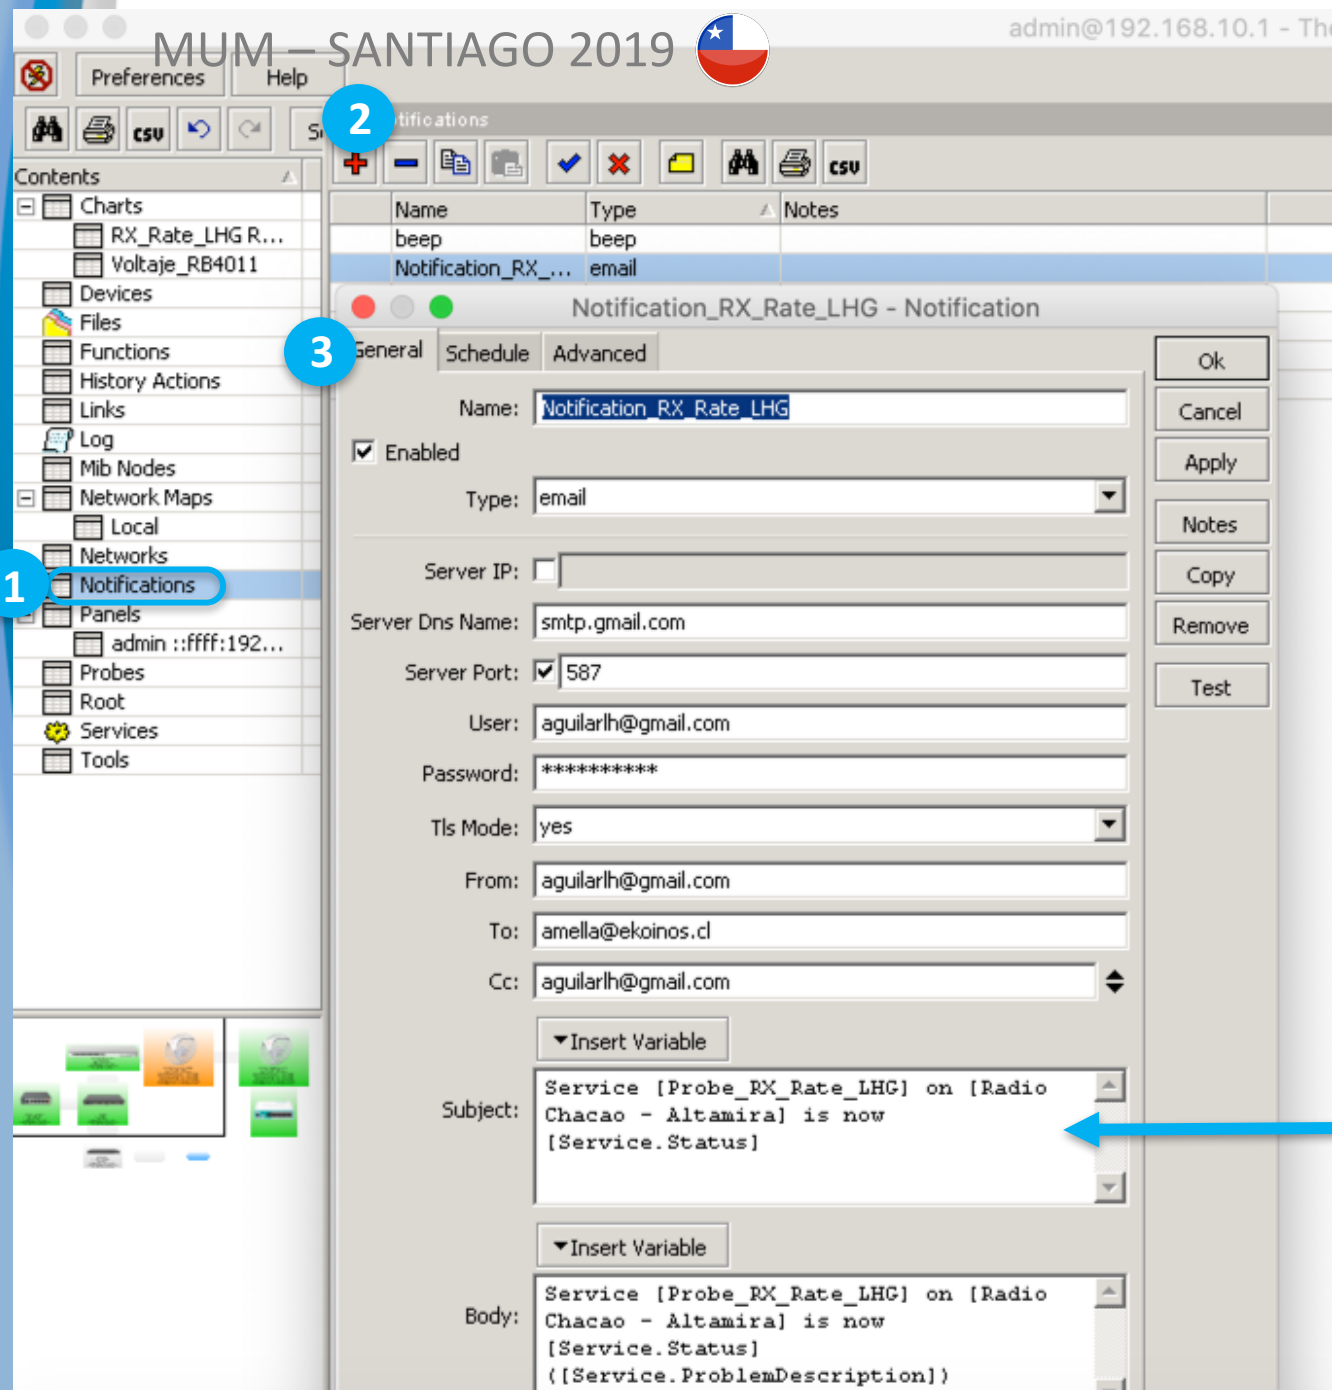 admin@192.168.10.1 - The
MUM – SANTIAGO 2019
Preferences
Help
2
csv
csv
Contents
Charts
RX_Rate_LHG R...
Voltaje_RB4011
Devices
Files
Functions
History Actions
Links
Log
Mib Nodes
Network Maps
Local
Networks
1
Notifications
Panels
admin ::ffff:192...
Probes
Root
Services
Tools
Name
Type
Notes
beep
beep
Notification_RX_...
email
Notification_RX_Rate_LHG - Notification
3
General
Schedule
Advanced
Name:
Notification_RX_Rate_LHG
Enabled
Type:
email
Server IP:
Server Dns Name:
smtp.gmail.com
Server Port:
587
User:
aguilarlh@gmail.com
Password:
**********
Tls Mode:
yes
From:
aguilarlh@gmail.com
To:
amella@ekoinos.cl
Cc:
aguilarlh@gmail.com
Insert Variable
Subject:
Service [Probe_RX_Rate_LHG] on [Radio
Chacao - Altamira] is now
[Service.Status]
Insert Variable
Body:
Service [Probe_RX_Rate_LHG] on [Radio
Chacao - Altamira] is now
[Service.Status]
([Service.ProblemDescription])
Ok
Cancel
Apply
Notes
Copy
Remove
Test